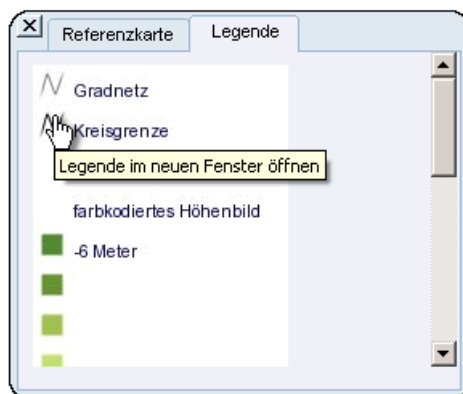 Referenzkarte Legende
Gradnetz
Kreisgrenze
Legende im neuen Fenster öffnen
farbkodiertes Höhenbild
-6 Meter